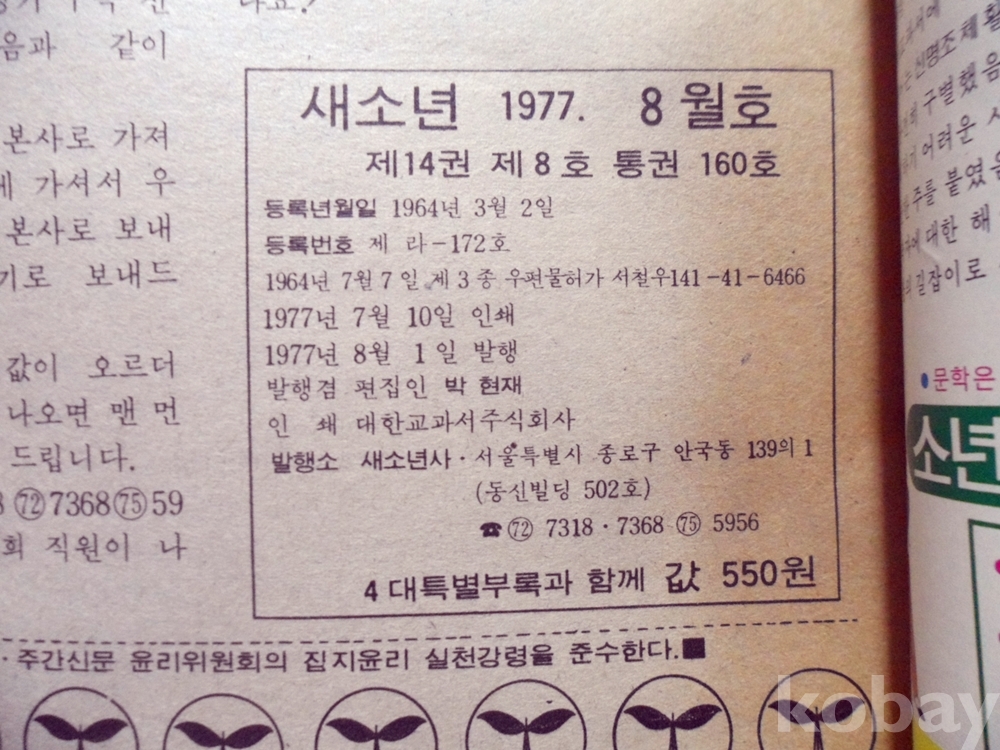 음과 같이
본사로 가져
가셔서 우
본사로 보내
기로 보내드
값이 오르더
나오면 맨 먼
드립니다.
㉒7368㉕59
회 직원이 나
새소년 1977. 8월호
제14권 제8호 통권 160호
등록년월일 1964년 3월 2일
등록번호 제 라-172호
1964년 7월 7일 제3종 우편물허가 서철우141-41-6466
1977년 7월 10일 인쇄
1977년 8월 1일 발행
발행겸 편집인 박 현재
인 쇄 대한교과서주식회사
발행소 새소년사·서울특별시 종로구 안국동 139의 1
(동신빌딩 502호)
☎ (72) 7318·7368 (75) 5956
4대특별부록과 함께 값 550원
·주간신문 윤리위원회의 집지윤리 실천강령을 준수한다.■
신명조체활
구별했음
어려운 사
주를 붙였을
에 대한 해
길잡이로
●문학은
소년
kobay